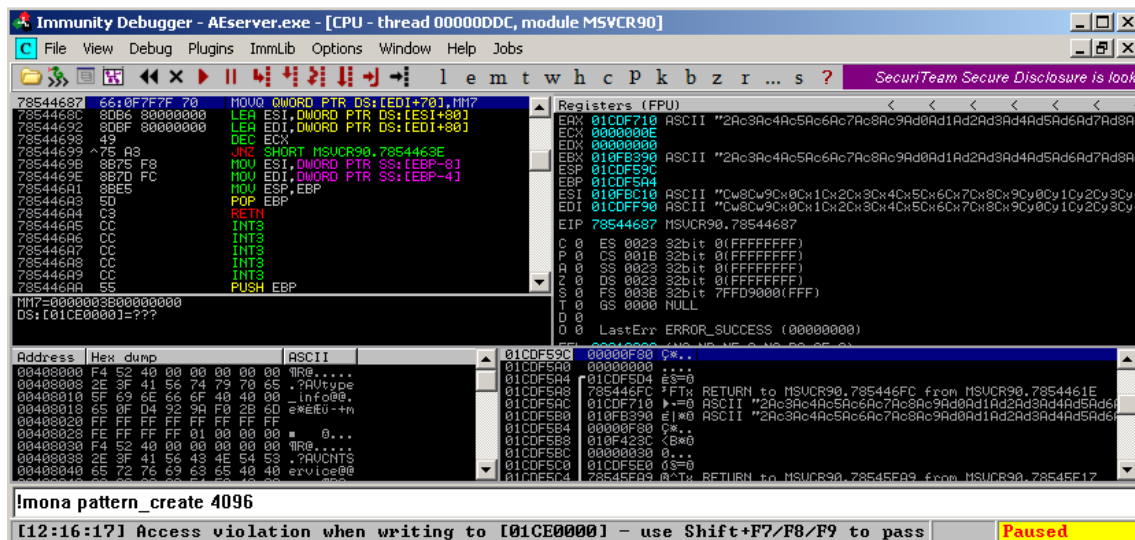 Immunity Debugger - AEserver.exe - [CPU - thread 00000DDC, module MSVCR90]
C File View Debug Plugins ImmLib Options Window Help Jobs
l e m t w h c P k b z r ... s ? SecuriTeam Secure Disclosure is look
78544687 66:0F7F7F 70 MOVQ QWORD PTR DS:[EDI+70],MM7
7854468C 8DB6 80000000 LEA ESI,DWORD PTR DS:[ESI+80]
78544692 8DBF 80000000 LEA EDI,DWORD PTR DS:[EDI+80]
78544698 49 DEC ECX
78544699 ^75 A3 JNZ SHORT MSVCR90.7854463E
7854469B 8B75 F8 MOV ESI,DWORD PTR SS:[EBP-8]
7854469E 8B7D FC MOV EDI,DWORD PTR SS:[EBP-4]
785446A1 8BE5 MOV ESP,EBP
785446A3 5D POP EBP
785446A4 C3 RETN
785446A5 CC INT3
785446A6 CC INT3
785446A7 CC INT3
785446A8 CC INT3
785446A9 CC INT3
785446AA 55 PUSH EBP
MM7=0000003B00000000
DS:[01CE0000]=???
Registers (FPU) < < < < < <
EAX 01CDF710 ASCII "2Ac3Ac4Ac5Ac6Ac7Ac8Ac9Ad0Ad1Ad2Ad3Ad4Ad5Ad6Ad7Ad8A
ECX 0000000E
EDX 00000000
EBX 010FB390 ASCII "2Ac3Ac4Ac5Ac6Ac7Ac8Ac9Ad0Ad1Ad2Ad3Ad4Ad5Ad6Ad7Ad8A
ESP 01CDF59C
EBP 01CDF5A4
ESI 010FBC10 ASCII "Cw8Cw9Cx0Cx1Cx2Cx3Cx4Cx5Cx6Cx7Cx8Cx9Cy0Cy1Cy2Cy3Cy
EDI 01CDFF90 ASCII "Cw8Cw9Cx0Cx1Cx2Cx3Cx4Cx5Cx6Cx7Cx8Cx9Cy0Cy1Cy2Cy3Cy
EIP 78544687 MSVCR90.78544687
C 0 ES 0023 32bit 0(FFFFFFFF)
P 0 CS 001B 32bit 0(FFFFFFFF)
A 0 SS 0023 32bit 0(FFFFFFFF)
Z 0 DS 0023 32bit 0(FFFFFFFF)
S 0 FS 003B 32bit 7FFD9000(FFF)
T 0 GS 0000 NULL
D 0
O 0 LastErr ERROR_SUCCESS (00000000)
Address Hex dump ASCII
00408000 F4 52 40 00 00 00 00 00 ¶R@.....
00408008 2E 3F 41 56 74 79 70 65 .?AVtype
00408010 5F 69 6E 66 6F 40 40 00 _info@@.
00408018 65 0F D4 92 9A F0 2B 6D
00408020 FF FF FF FF FF FF FF FF
00408028 FE FF FF FF 01 00 00 00
00408030 F4 52 40 00 00 00 00 00 ¶R@.....
00408038 2E 3F 41 56 43 4E 54 53 .?AVCNTS
00408040 65 72 76 69 63 65 40 40 ervice@@
01CDF59C 00000F80
01CDF5A0 00000000 ....
01CDF5A4 01CDF5D4
01CDF5A8 785446FC RETURN to MSVCR90.785446FC from MSVCR90.7854461E
01CDF5AC 01CDF710 ASCII "2Ac3Ac4Ac5Ac6Ac7Ac8Ac9Ad0Ad1Ad2Ad3Ad4Ad5Ad6A
01CDF5B0 010FB390 ASCII "2Ac3Ac4Ac5Ac6Ac7Ac8Ac9Ad0Ad1Ad2Ad3Ad4Ad5Ad6A
01CDF5B4 00000F80
01CDF5B8 010F423C
01CDF5BC 00000030 0...
01CDF5C0 01CDF5E0
01CDF5C4 78545EA9 RETURN to MSVCR90.78545EA9 from MSVCR90.78545E17
!mona pattern_create 4096
[12:16:17] Access violation when writing to [01CE0000] - use Shift+F7/F8/F9 to pass Paused